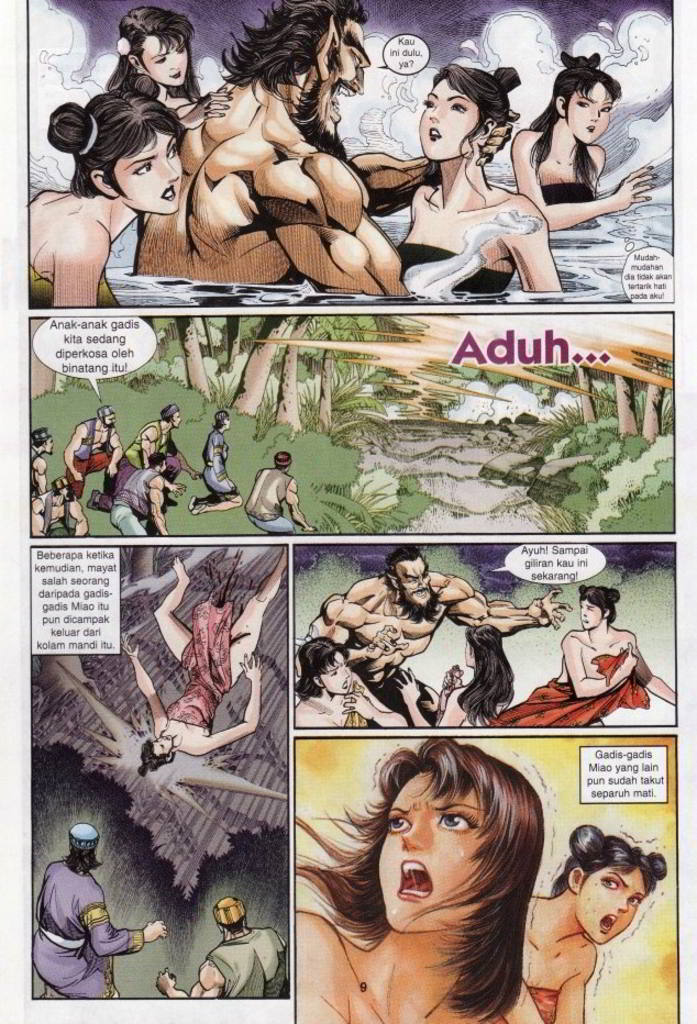 Kau
ini dulu,
ya?
Mudah-
mudahan
dia tidak akan
tertarik hati
pada aku!
Anak-anak gadis
kita sedang
diperkosa oleh
binatang itu!
Aduh...
Beberapa ketika
kemudian, mayat
salah seorang
daripada gadis-
gadis Miao itu
pun dicampak
keluar dari
kolam mandi itu.
Ayuh! Sampai
giliran kau ini
sekarang!
Gadis-gadis
Miao yang lain
pun sudah takut
separuh mati.
9